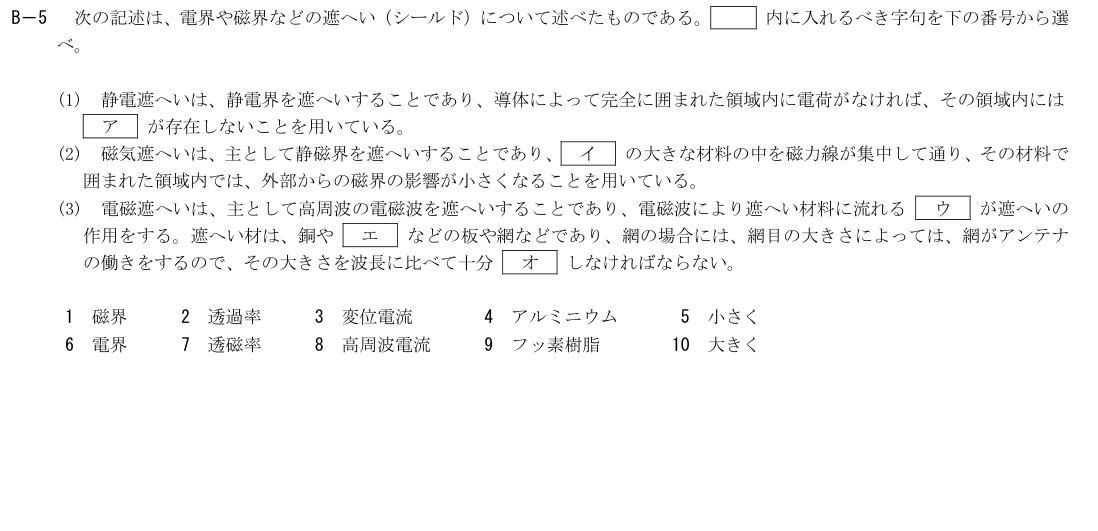 B-5 次の記述は、電界や磁界などの遮へい(シールド)について述べたものである。 内に入れるべき字句を下の番号から選
べ。
(1) 静電遮へいは、静電界を遮へいすることであり、導体によって完全に囲まれた領域内に電荷がなければ、その領域内には
ア が存在しないことを用いている。
(2) 磁気遮へいは、主として静磁界を遮へいすることであり、 イ の大きな材料の中を磁力線が集中して通り、その材料で
囲まれた領域内では、外部からの磁界の影響が小さくなることを用いている。
(3) 電磁遮へいは、主として高周波の電磁波を遮へいすることであり、電磁波により遮へい材料に流れる ウ が遮へいの
作用をする。遮へい材は、銅や エ などの板や網などであり、網の場合には、網目の大きさによっては、網がアンテナ
の働きをするので、その大きさを波長に比べて十分 オ しなければならない。
1 磁界 2 透過率 3 変位電流 4 アルミニウム 5 小さく
6 電界 7 透磁率 8 高周波電流 9 フッ素樹脂 10 大きく